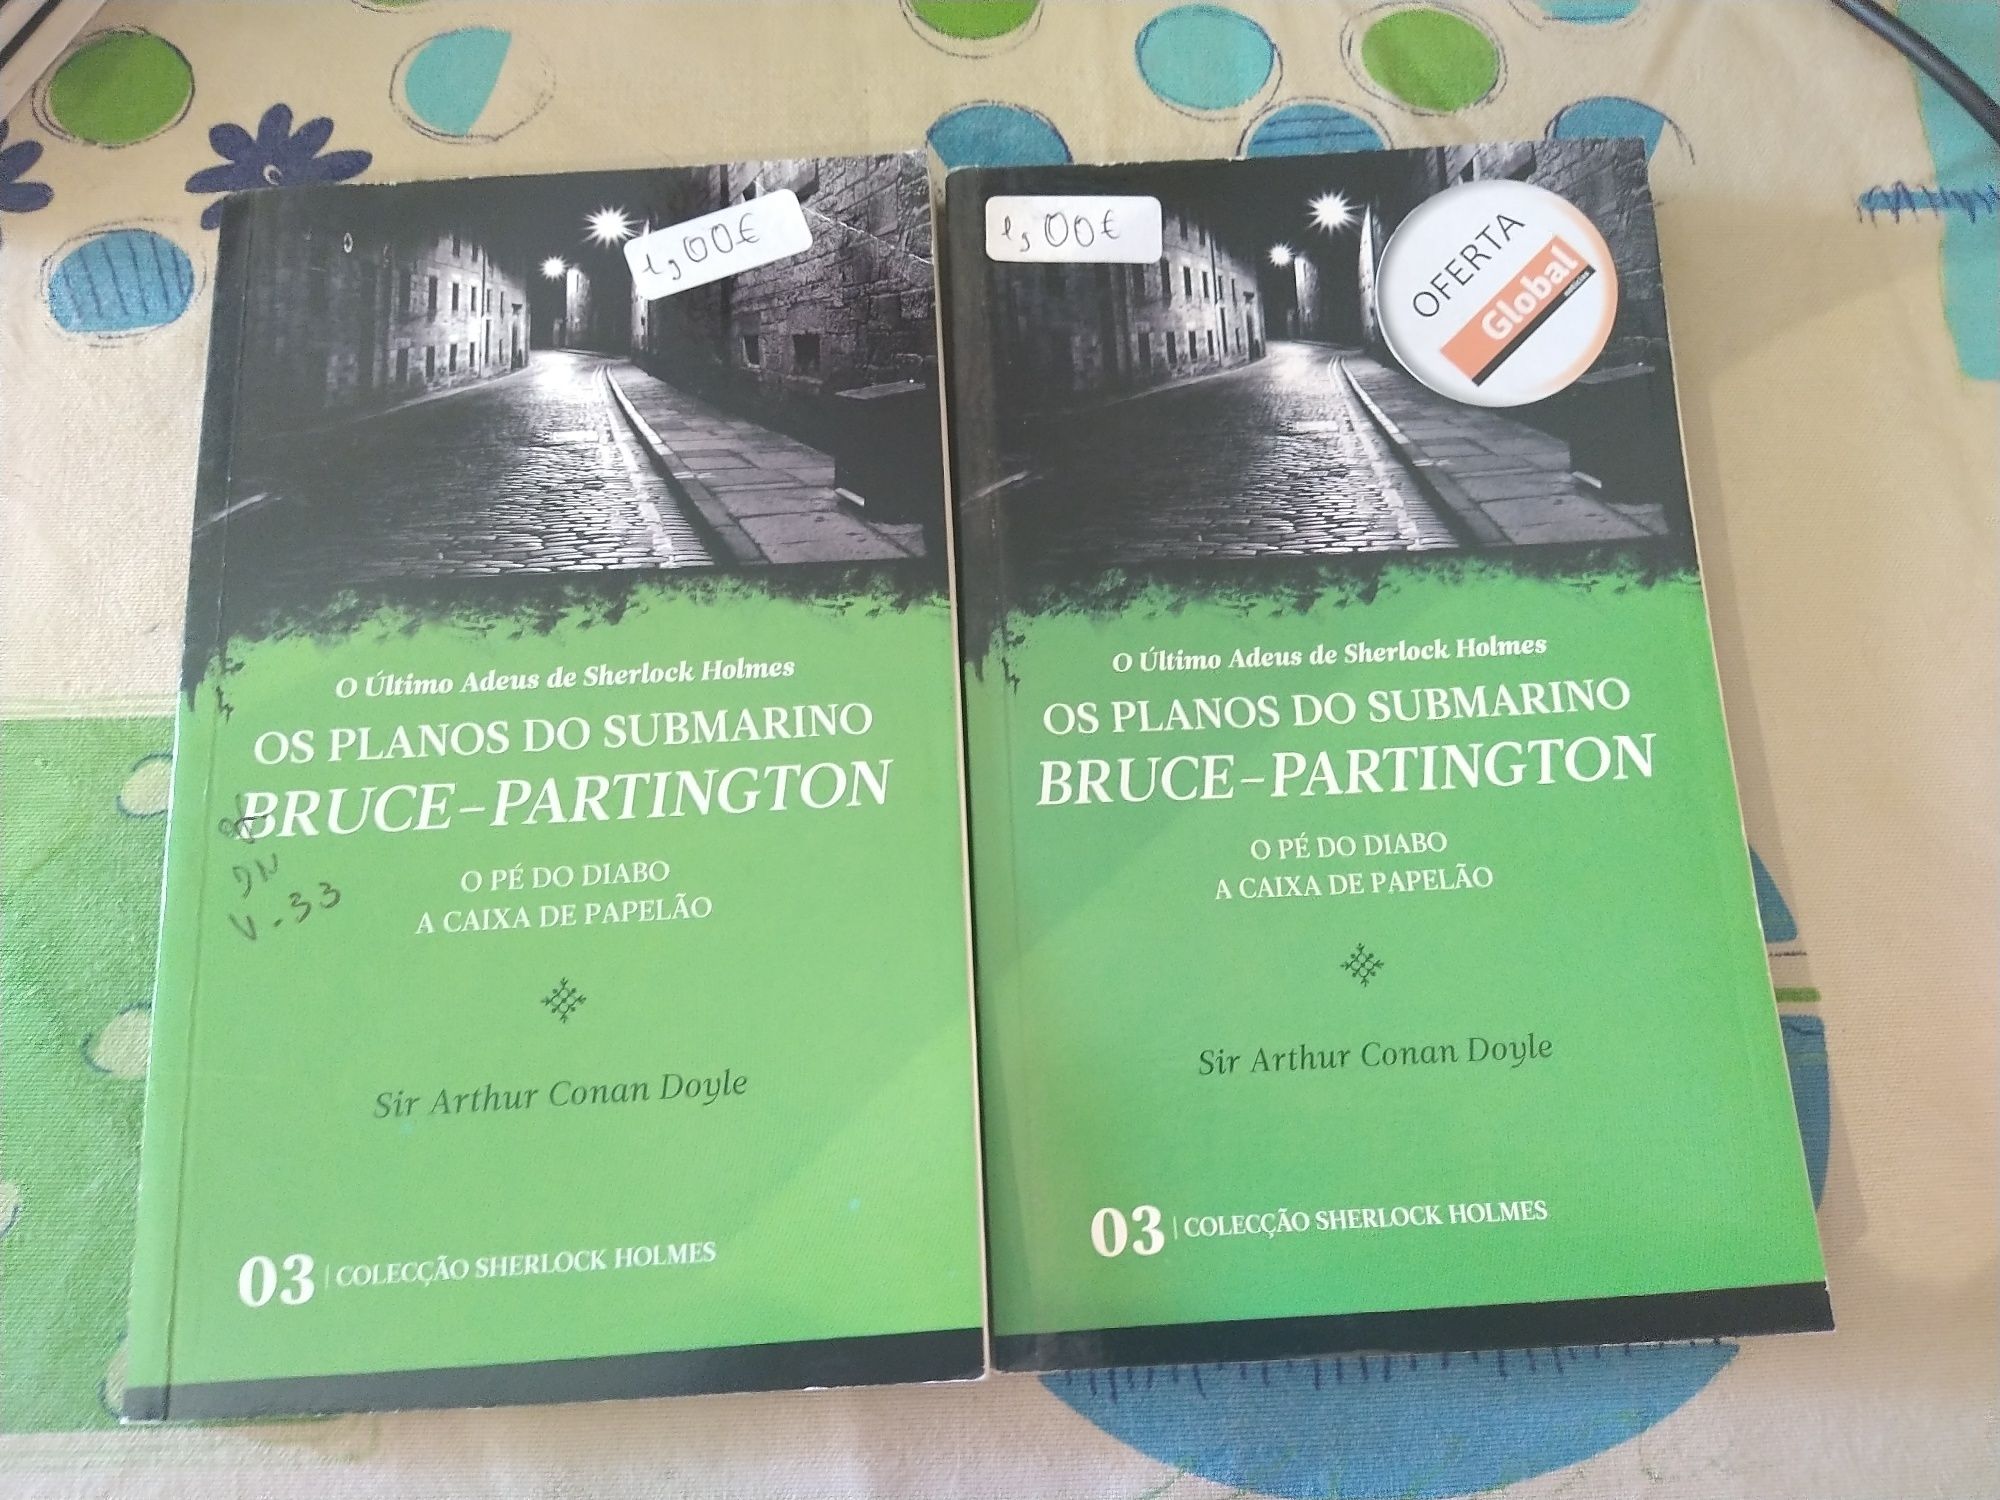 1,00€
O Último Adeus de Sherlock Holmes
OS PLANOS DO SUBMARINO
BRUCE-PARTINGTON
DN
V.33
O PÉ DO DIABO
A CAIXA DE PAPELÃO
Sir Arthur Conan Doyle
03 | COLECÇÃO SHERLOCK HOLMES
1,00€
OFERTA
Global
O Último Adeus de Sherlock Holmes
OS PLANOS DO SUBMARINO
BRUCE-PARTINGTON
O PÉ DO DIABO
A CAIXA DE PAPELÃO
Sir Arthur Conan Doyle
03 | COLECÇÃO SHERLOCK HOLMES